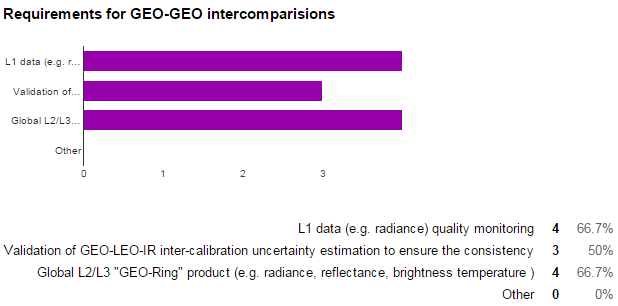 Requirements for GEO-GEO intercomparisions
L1 data (e.g. r...
Validation of...
Global L2/L3...
Other
0 1 2 3
L1 data (e.g. radiance) quality monitoring 4 66.7%
Validation of GEO-LEO-IR inter-calibration uncertainty estimation to ensure the consistency 3 50%
Global L2/L3 "GEO-Ring" product (e.g. radiance, reflectance, brightness temperature ) 4 66.7%
Other 0 0%